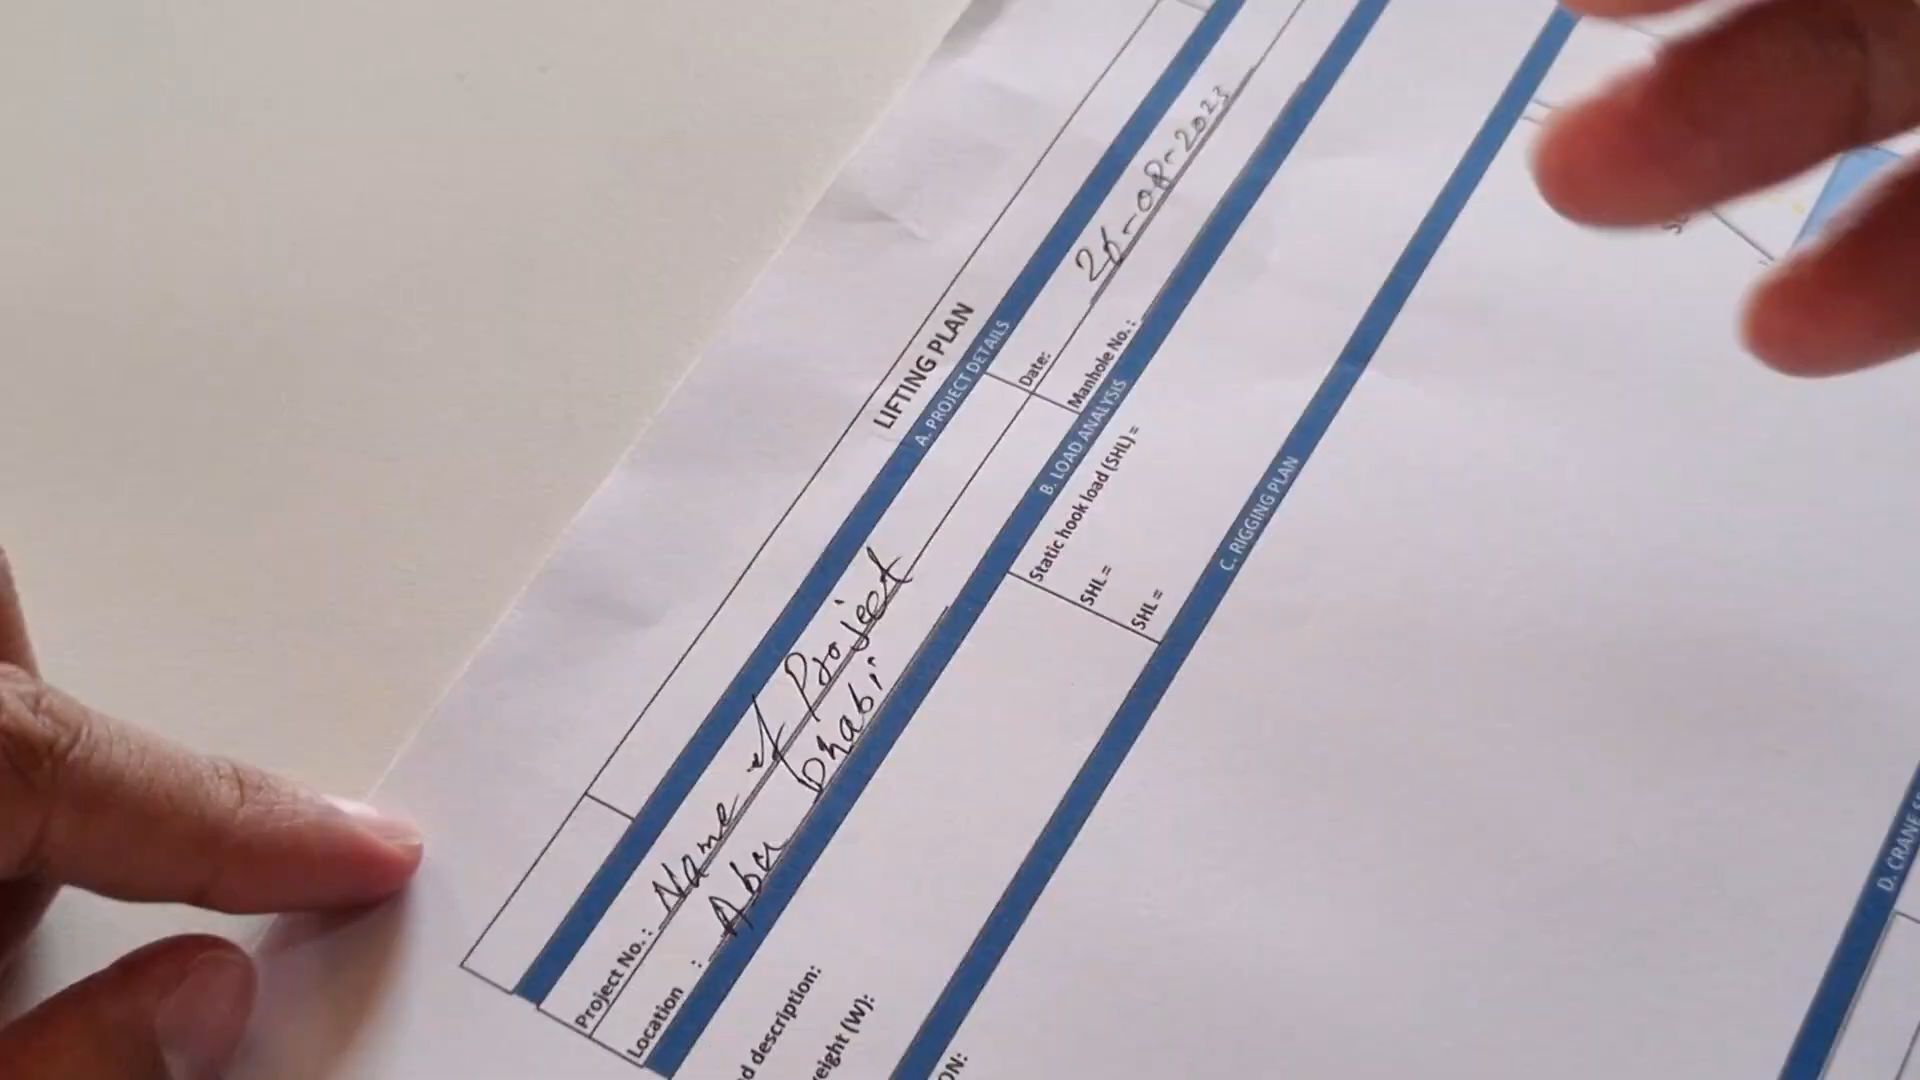 LIFTING PLAN
A. PROJECT DETAILS
Project No. : Name of Project
Date: 26-08-2023
Location : Abu Dhabi
Manhole No. :
B. LOAD ANALYSIS
d description:
Static hook load (SHL) =
eight (W):
SHL =
SHL =
C. RIGGING PLAN
ON:
D. CRANE